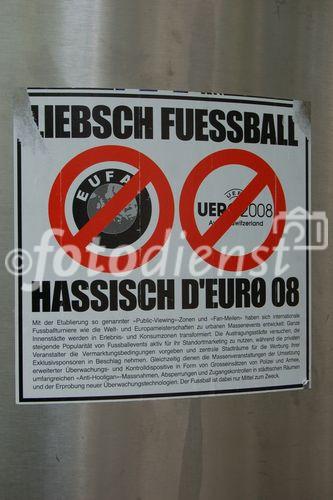 LIEBSCH FUESSBALL
EUFA
UEFA
UERO2008
Austria-Switzerland
©fotodienst
HASSISCH D'EURO 08
Mit der Etablierung so genannter «Public-Viewing»-Zonen und «Fan-Meilen» haben sich internationale
Fussballturniere wie die Welt- und Europameisterschaften zu urbanen Massenevents entwickelt: Ganze
Innenstädte werden in Erlebnis- und Konsumzonen transformiert. Die Austragungsstädte versuchen, die
steigende Popularität von Fussballevents aktiv für ihr Standortmarketing zu nutzen, während die privaten
Veranstalter die Vermarktungsbedingungen vorgeben und zentrale Stadträume für die Werbung ihrer
Exklusivsponsoren in Beschlag nehmen. Gleichzeitig dienen die Massenveranstaltungen der Umsetzung
erweiterter Überwachungs- und Kontrolldispositive in Form von Grosseinsätzen von Polizei und Armee,
umfangreichen «Anti-Hooligan»-Massnahmen, Absperrungen und Zugangskontrollen in städtischen Räumen
und der Erprobung neuer Überwachungstechnologien. Der Fussball ist dabei nur Mittel zum Zweck.